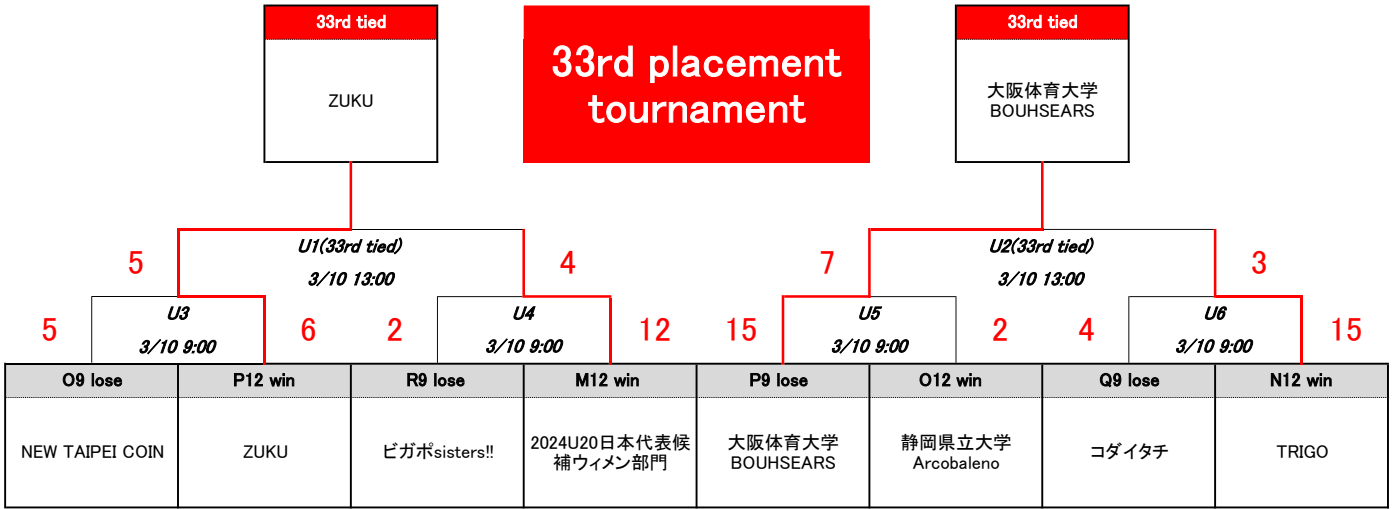 33rd tied
33rd tied
33rd placement
tournament
ZUKU
大阪体育大学
BOUHSEARS
U1(33rd tied)
U2(33rd tied)
5
4
7
3
3/10 13:00
3/10 13:00
U3
U4
U5
U6
5
6
2
12
15
2
4
15
3/10 9:00
3/10 9:00
3/10 9:00
3/10 9:00
O9 lose
P12 win
R9 lose
M12 win
P9 lose
O12 win
Q9 lose
N12 win
NEW TAIPEI COIN
ZUKU
ビガポsisters!!
2024U20日本代表候
補ウィメン部門
大阪体育大学
BOUHSEARS
静岡県立大学
Arcobaleno
コダイタチ
TRIGO